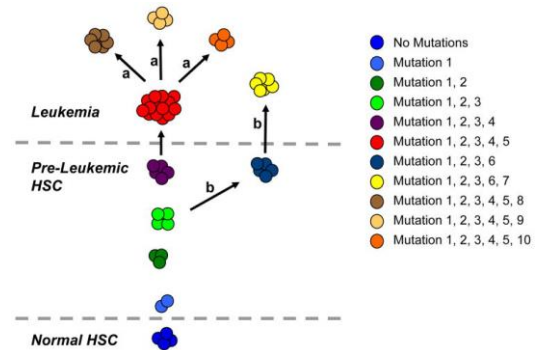 a
a
a
Leukemia
b
Pre-Leukemic
HSC
b
Normal HSC
No Mutations
Mutation 1
Mutation 1, 2
Mutation 1, 2, 3
Mutation 1, 2, 3, 4
Mutation 1, 2, 3, 4, 5
Mutation 1, 2, 3, 6
Mutation 1, 2, 3, 6, 7
Mutation 1, 2, 3, 4, 5, 8
Mutation 1, 2, 3, 4, 5, 9
Mutation 1, 2, 3, 4, 5, 10